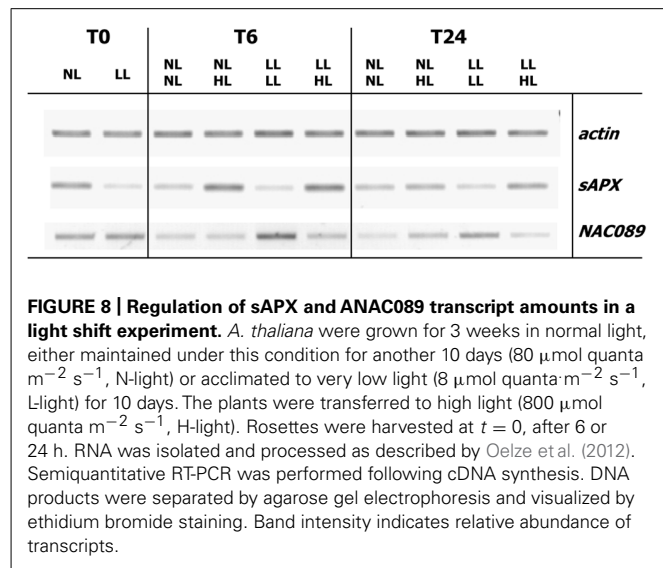 T0 T6 T24
NL LL NL NL LL LL NL NL LL LL
NL HL LL HL NL HL LL HL
actin
sAPX
NAC089
FIGURE 8 | Regulation of sAPX and ANAC089 transcript amounts in a
light shift experiment. A. thaliana were grown for 3 weeks in normal light,
either maintained under this condition for another 10 days (80 μmol quanta
m−2 s−1, N-light) or acclimated to very low light (8 μmol quanta·m−2 s−1,
L-light) for 10 days. The plants were transferred to high light (800 μmol
quanta m−2 s−1, H-light). Rosettes were harvested at t = 0, after 6 or
24 h. RNA was isolated and processed as described by Oelze et al. (2012).
Semiquantitative RT-PCR was performed following cDNA synthesis. DNA
products were separated by agarose gel electrophoresis and visualized by
ethidium bromide staining. Band intensity indicates relative abundance of
transcripts.